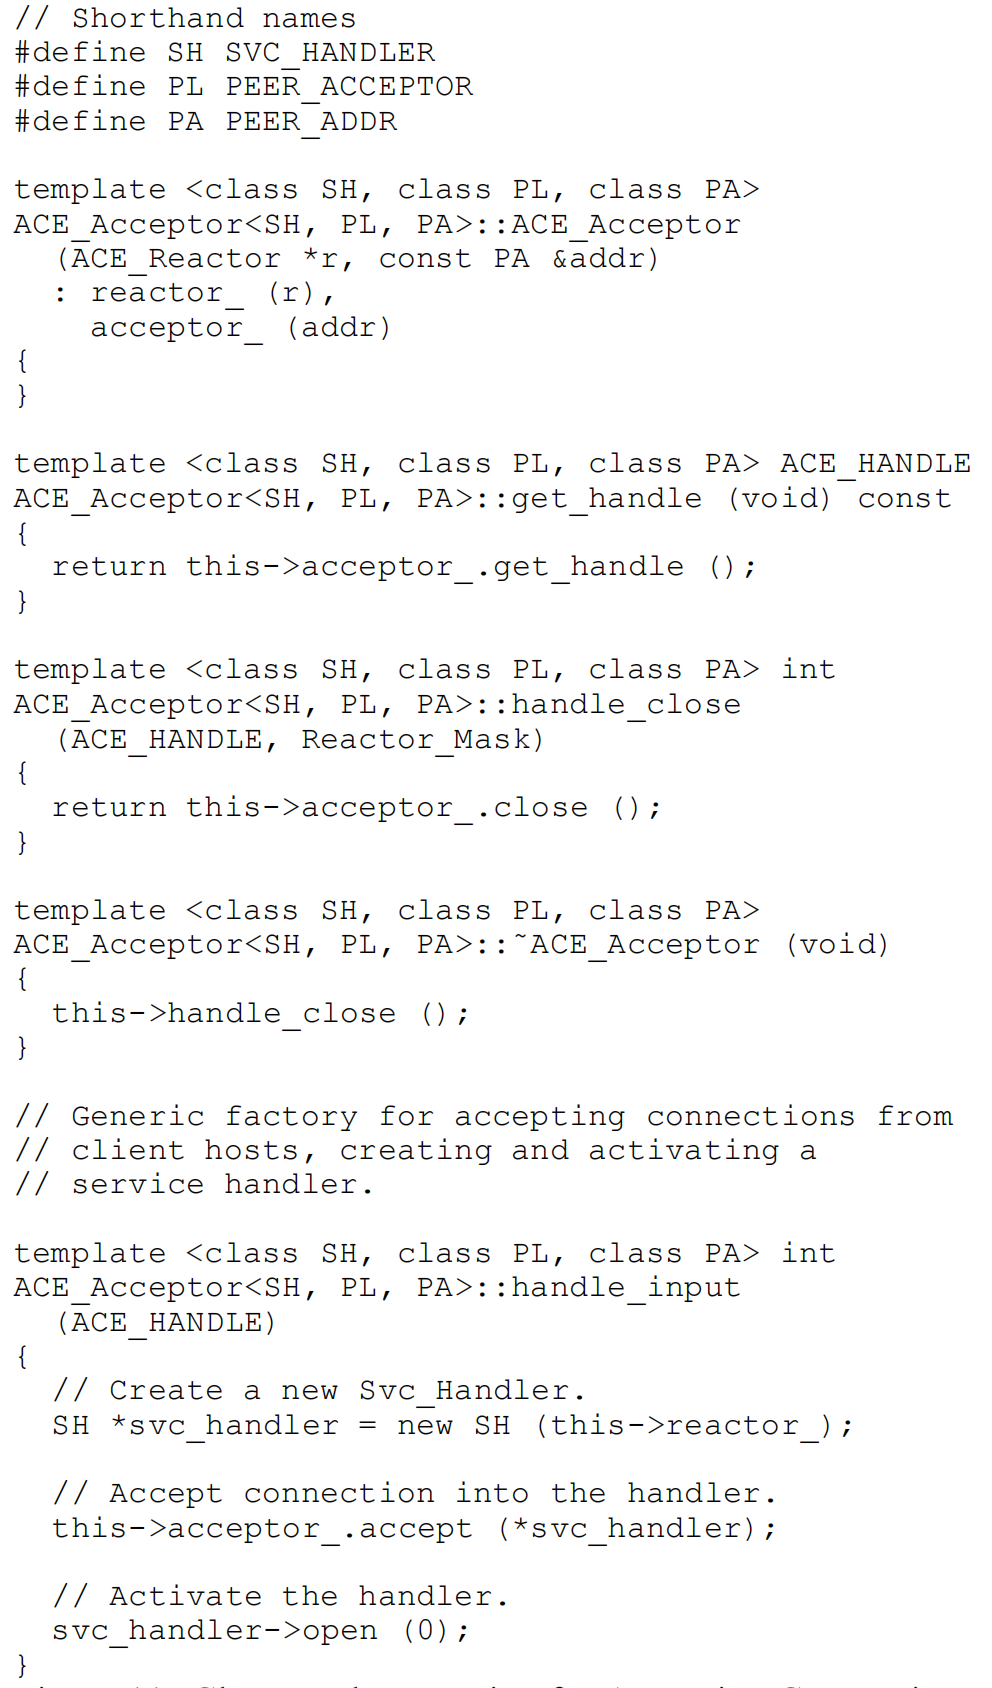 // Shorthand names
#define SH SVC_HANDLER
#define PL PEER_ACCEPTOR
#define PA PEER_ADDR

template <class SH, class PL, class PA>
ACE_Acceptor<SH, PL, PA>::ACE_Acceptor
  (ACE_Reactor *r, const PA &addr)
  : reactor_ (r),
    acceptor_ (addr)
{
}

template <class SH, class PL, class PA> ACE_HANDLE
ACE_Acceptor<SH, PL, PA>::get_handle (void) const
{
  return this->acceptor_.get_handle ();
}

template <class SH, class PL, class PA> int
ACE_Acceptor<SH, PL, PA>::handle_close
  (ACE_HANDLE, Reactor_Mask)
{
  return this->acceptor_.close ();
}

template <class SH, class PL, class PA>
ACE_Acceptor<SH, PL, PA>::˜ACE_Acceptor (void)
{
  this->handle_close ();
}

// Generic factory for accepting connections from
// client hosts, creating and activating a
// service handler.

template <class SH, class PL, class PA> int
ACE_Acceptor<SH, PL, PA>::handle_input
  (ACE_HANDLE)
{
  // Create a new Svc_Handler.
  SH *svc_handler = new SH (this->reactor_);

  // Accept connection into the handler.
  this->acceptor_.accept (*svc_handler);

  // Activate the handler.
  svc_handler->open (0);
}